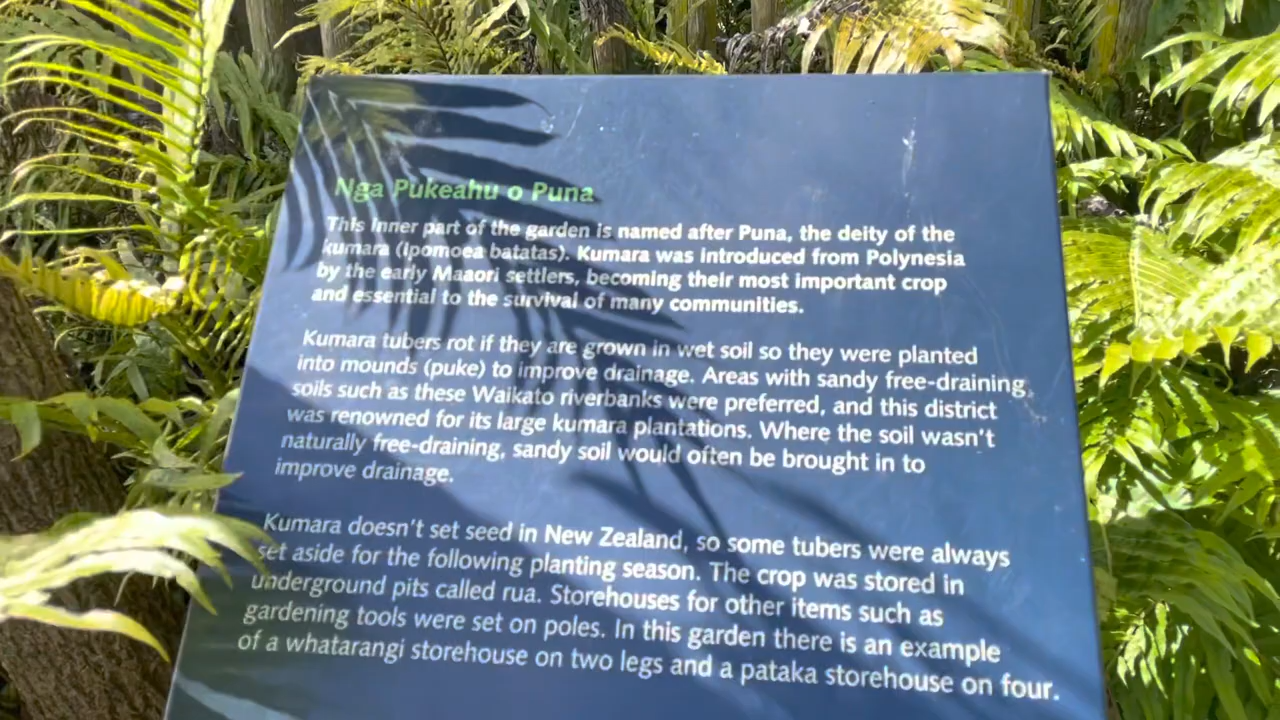 Nga Pukeahu o Puna
This inner part of the garden is named after Puna, the deity of the
kumara (Ipomoea batatas). Kumara was introduced from Polynesia
by the early Maaori settlers, becoming their most important crop
and essential to the survival of many communities.
Kumara tubers rot if they are grown in wet soil so they were planted
into mounds (puke) to improve drainage. Areas with sandy free-draining
soils such as these Waikato riverbanks were preferred, and this district
was renowned for its large kumara plantations. Where the soil wasn't
naturally free-draining, sandy soil would often be brought in to
improve drainage.
Kumara doesn't set seed in New Zealand, so some tubers were always
set aside for the following planting season. The crop was stored in
underground pits called rua. Storehouses for other items such as
gardening tools were set on poles. In this garden there is an example
of a whatarangi storehouse on two legs and a pataka storehouse on four.